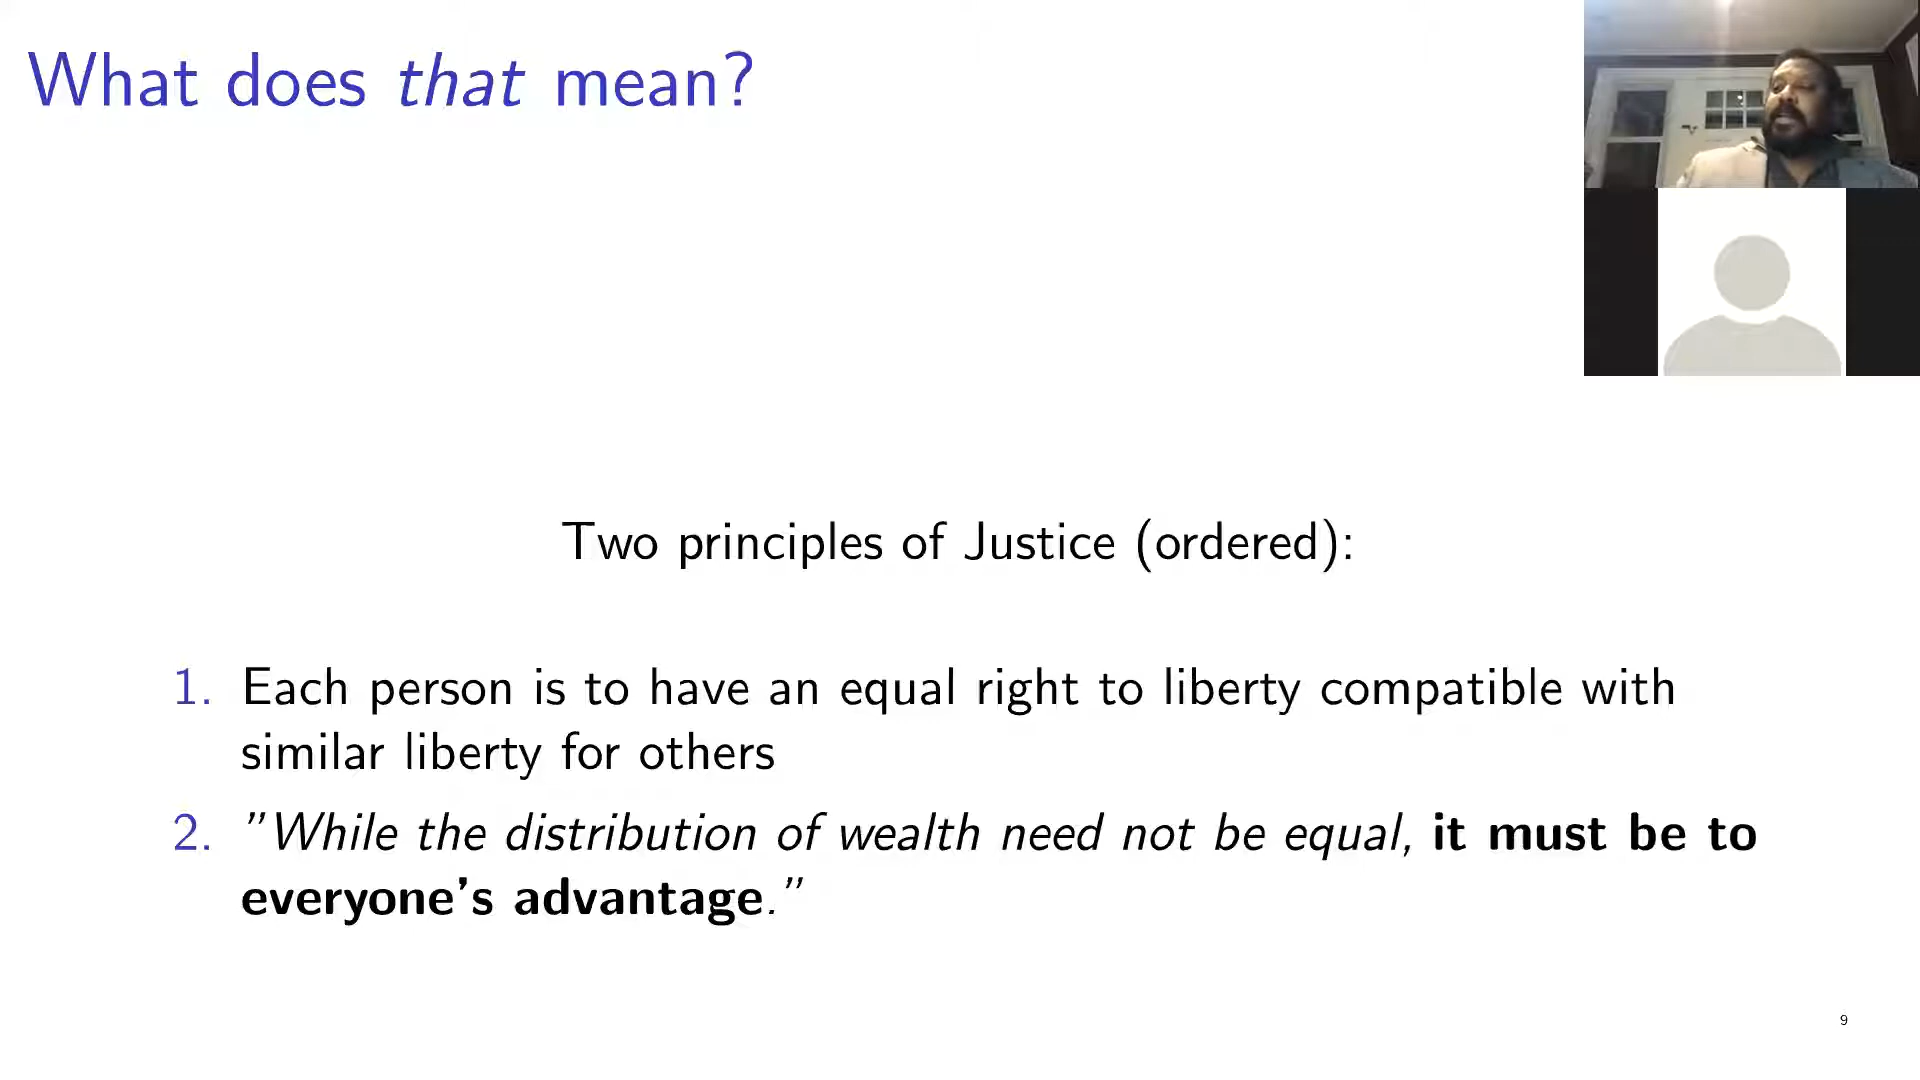 What does that mean?
Two principles of Justice (ordered):
1. Each person is to have an equal right to liberty compatible with
similar liberty for others
2. ”While the distribution of wealth need not be equal, it must be to
everyone’s advantage.”
9